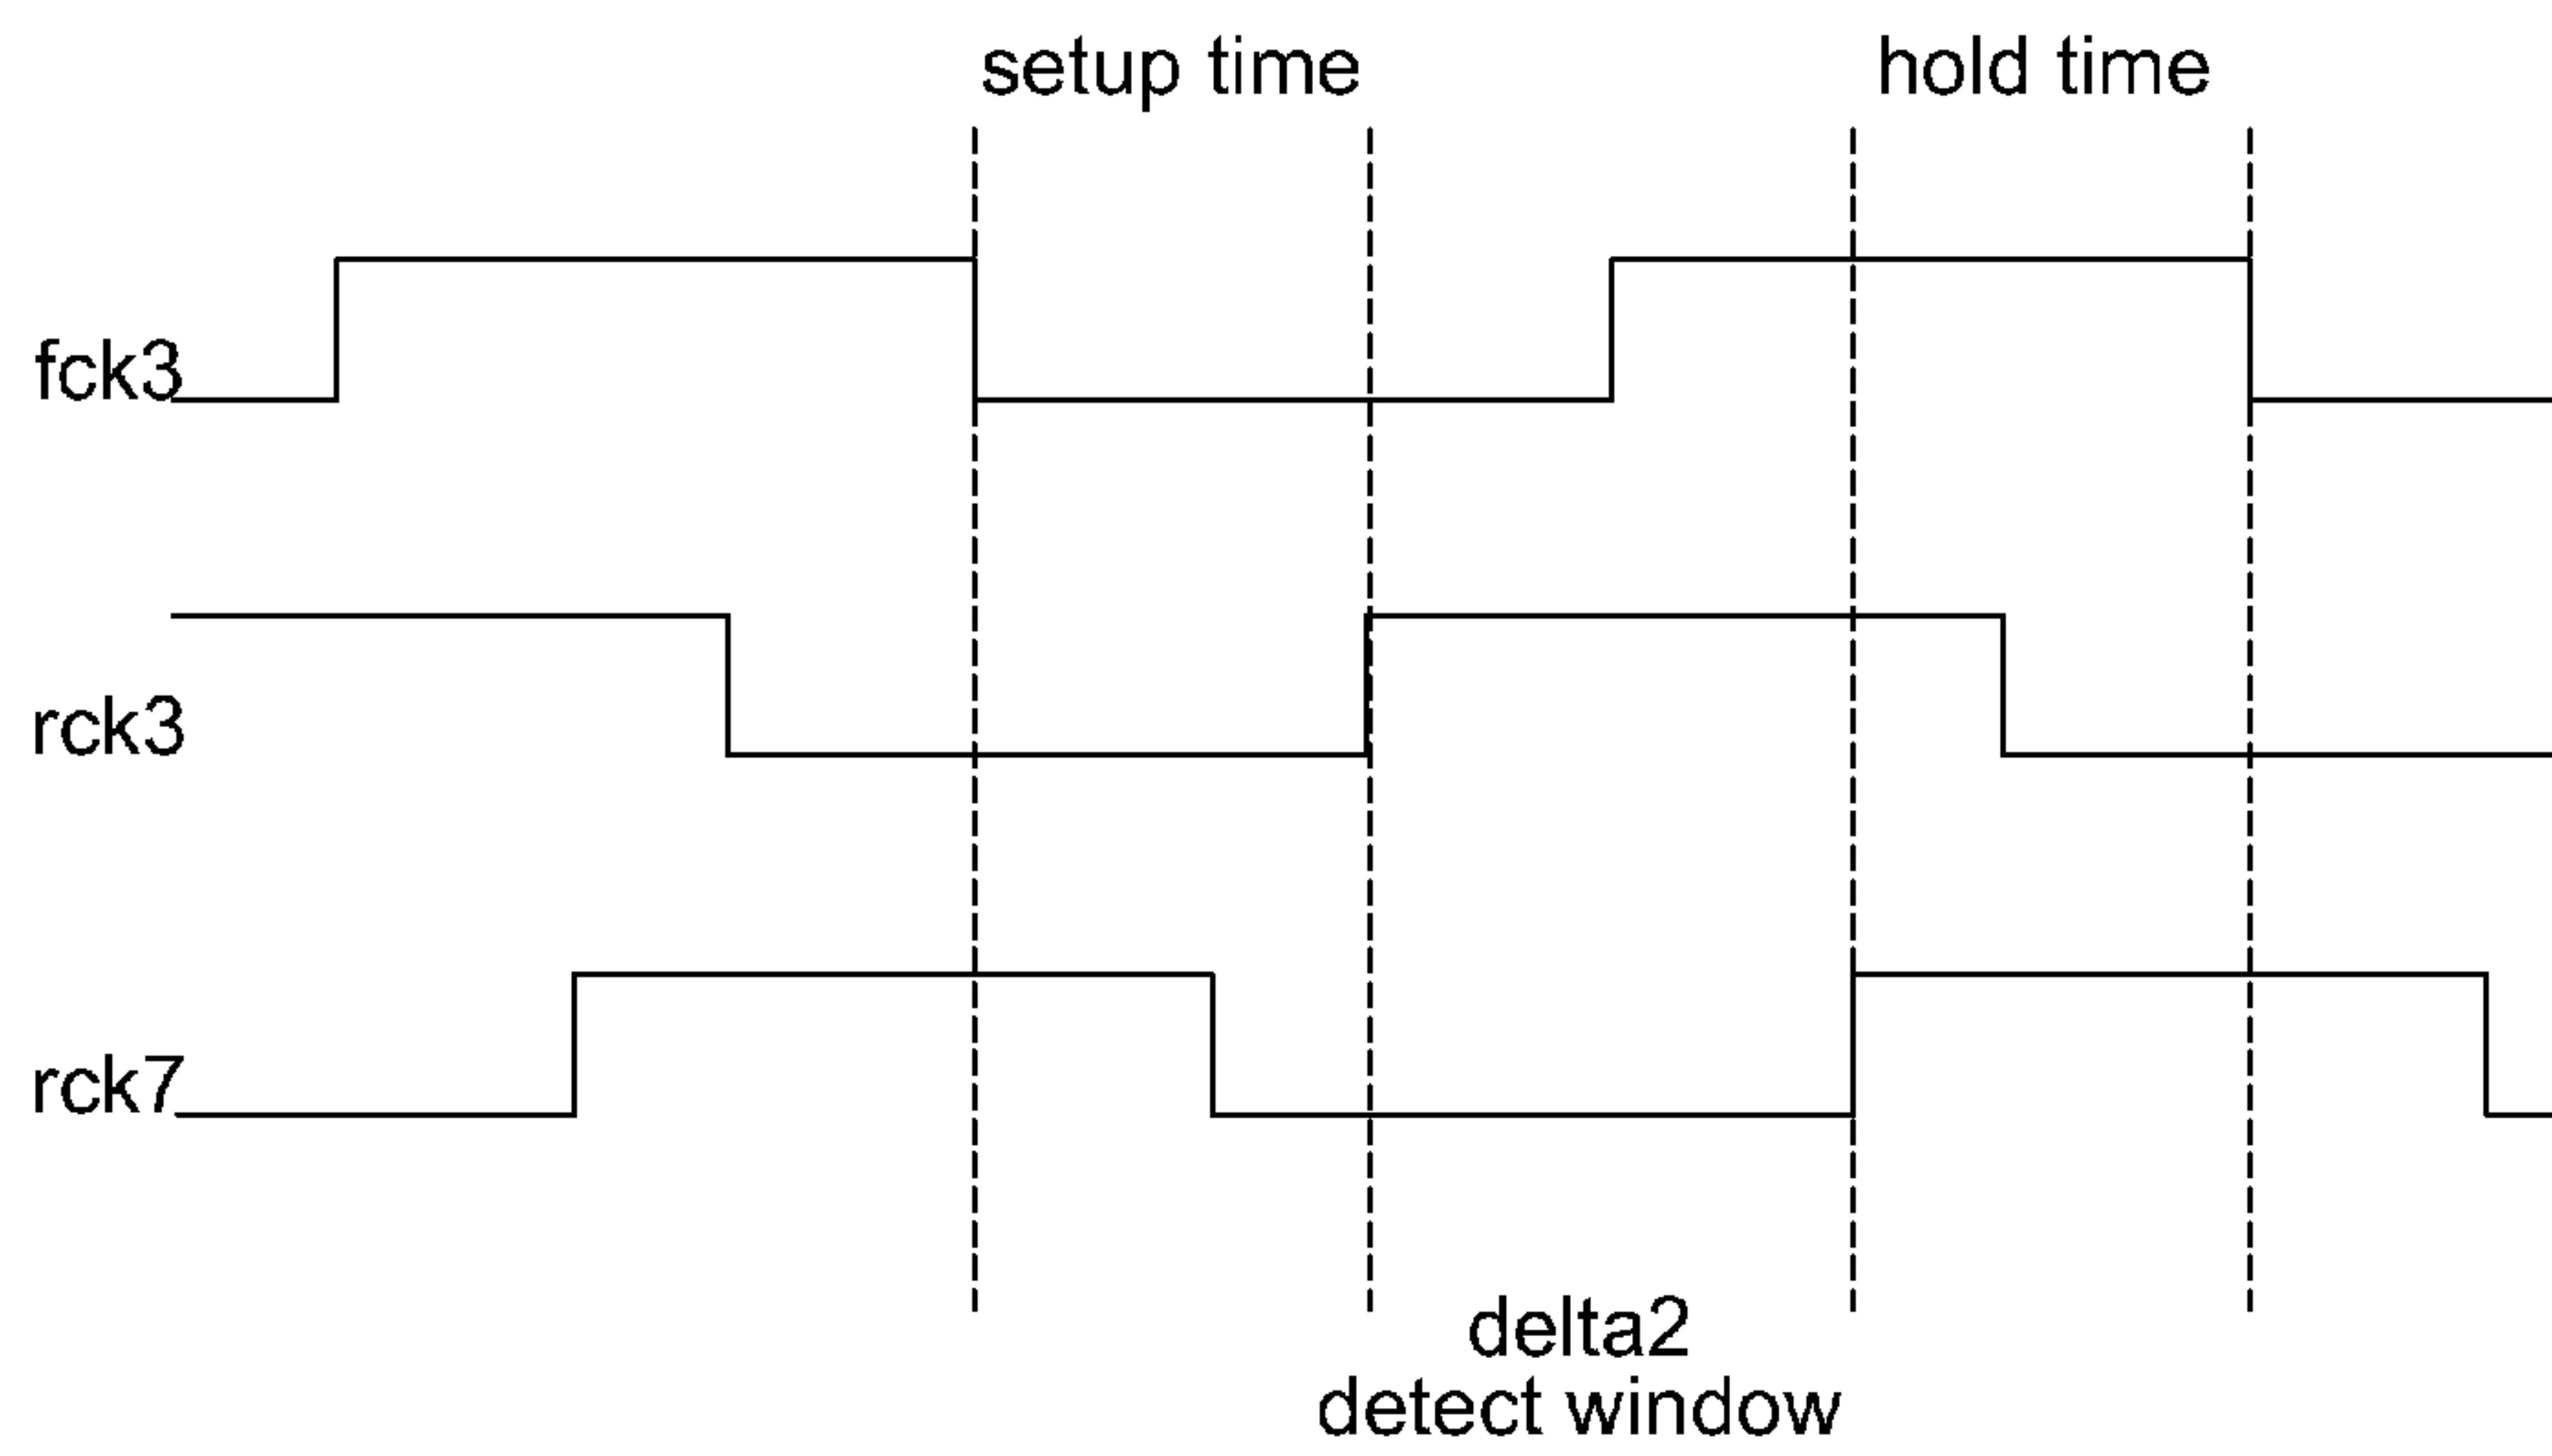 setup time
hold time
fck3
rck3
rck7
delta2
detect window